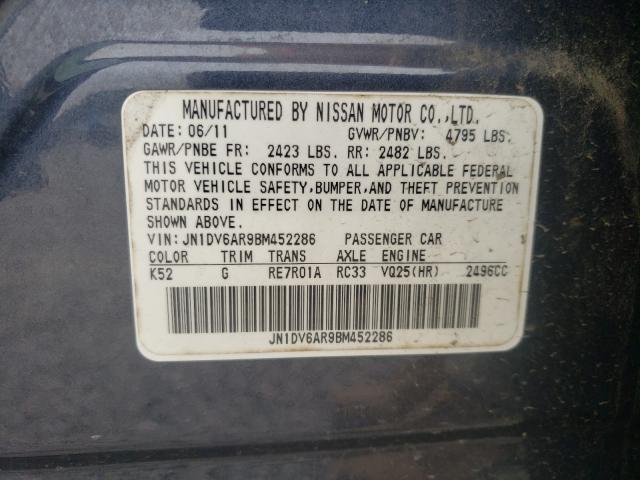 MANUFACTURED BY NISSAN MOTOR CO.,LTD.
DATE: 06/11 GVWR/PNBV: 4795 LBS.
GAWR/PNBE FR: 2423 LBS. RR: 2482 LBS.
THIS VEHICLE CONFORMS TO ALL APPLICABLE FEDERAL
MOTOR VEHICLE SAFETY,BUMPER,AND THEFT PREVENTION
STANDARDS IN EFFECT ON THE DATE OF MANUFACTURE
SHOWN ABOVE.
VIN:JN1DV6AR9BM452286 PASSENGER CAR
COLOR TRIM TRANS AXLE ENGINE
K52 G RE7R01A RC33 VQ25(HR) 2496CC
JN1DV6AR9BM452286